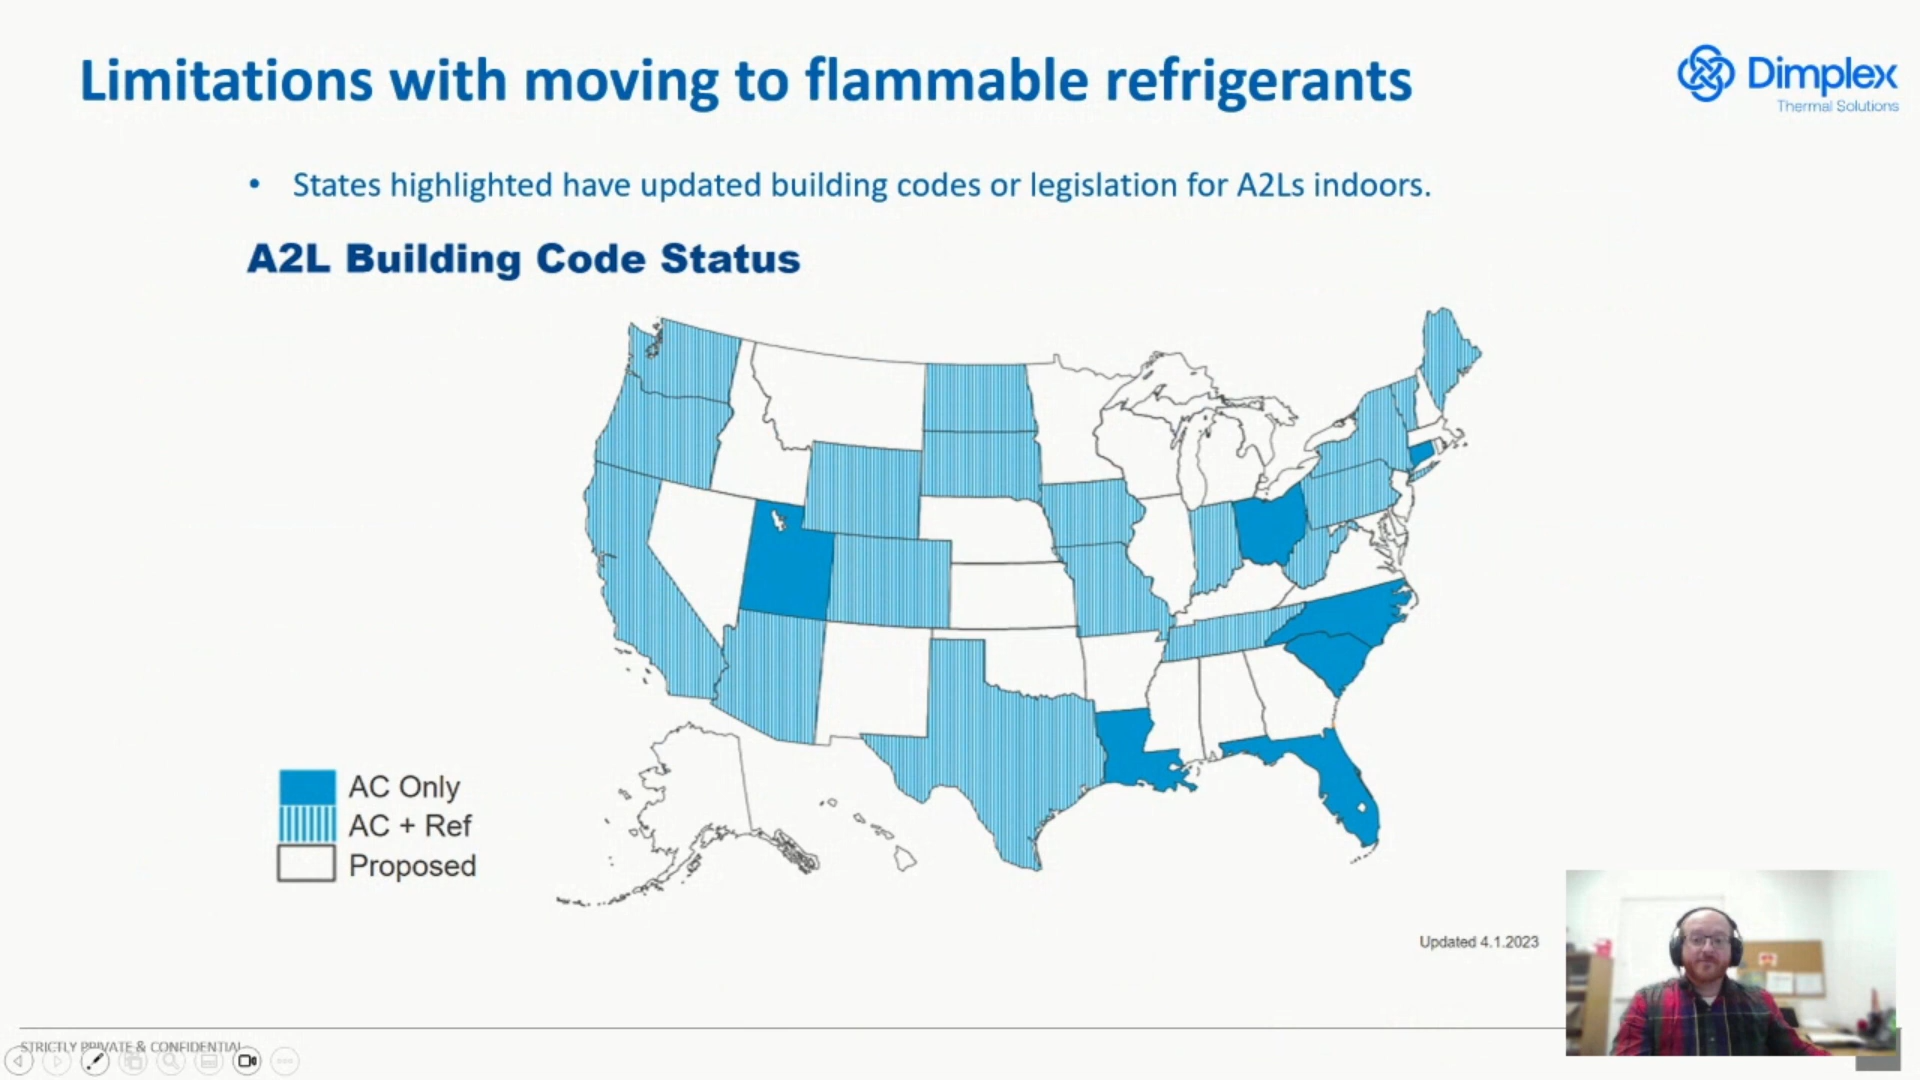 Limitations with moving to flammable refrigerants
Dimplex
Thermal Solutions
• States highlighted have updated building codes or legislation for A2Ls indoors.
A2L Building Code Status
AC Only
AC + Ref
Proposed
Updated 4.1.2023
STRICTLY PRIVATE & CONFIDENTIAL